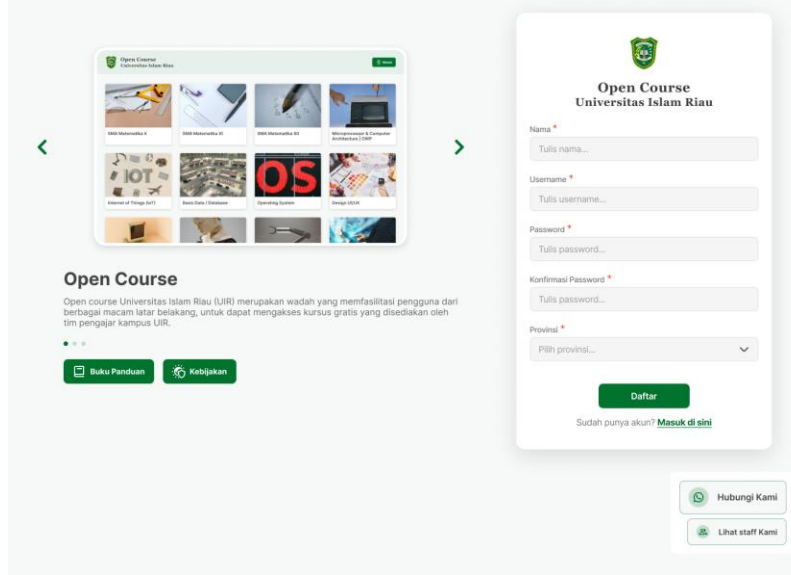 Open Course
Universitas Islam Riau
SMA Matematika X
SMA Matematika XI
SMA Matematika XII
Microprocessor & Computer
Architecture | CIWP
IOT
OS
Internet of Things (IoT)
Basis Data / Database
Operating System
Design UI/UX
Open Course
Open course Universitas Islam Riau (UIR) merupakan wadah yang memfasilitasi pengguna dari
berbagai macam latar belakang, untuk dapat mengakses kursus gratis yang disediakan oleh
tim pengajar kampus UIR.
Buku Panduan
Kebijakan
Open Course
Universitas Islam Riau
Nama *
Tulis nama...
Username *
Tulis username...
Password *
Tulis password...
Konfirmasi Password *
Tulis password...
Provinsi *
Pilih provinsi...
Daftar
Sudah punya akun? Masuk di sini
Hubungi Kami
Lihat staff Kami